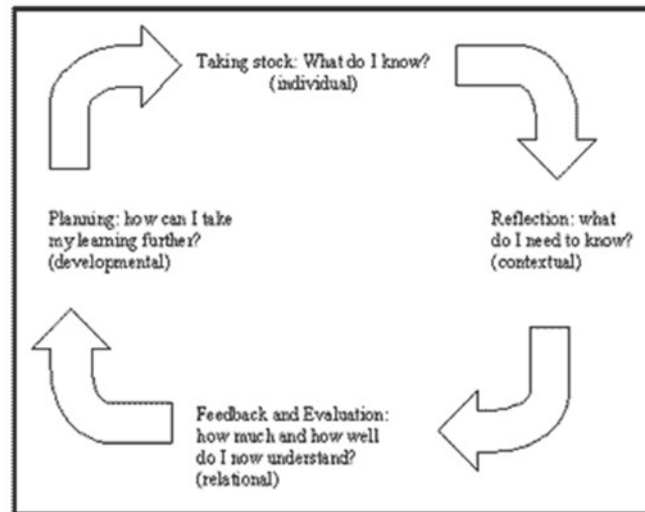 Taking stock: What do I know?
(individual)
Reflection: what
do I need to know?
(contextual)
Feedback and Evaluation:
how much and how well
do I now understand?
(relational)
Planning: how can I take
my learning further?
(developmental)